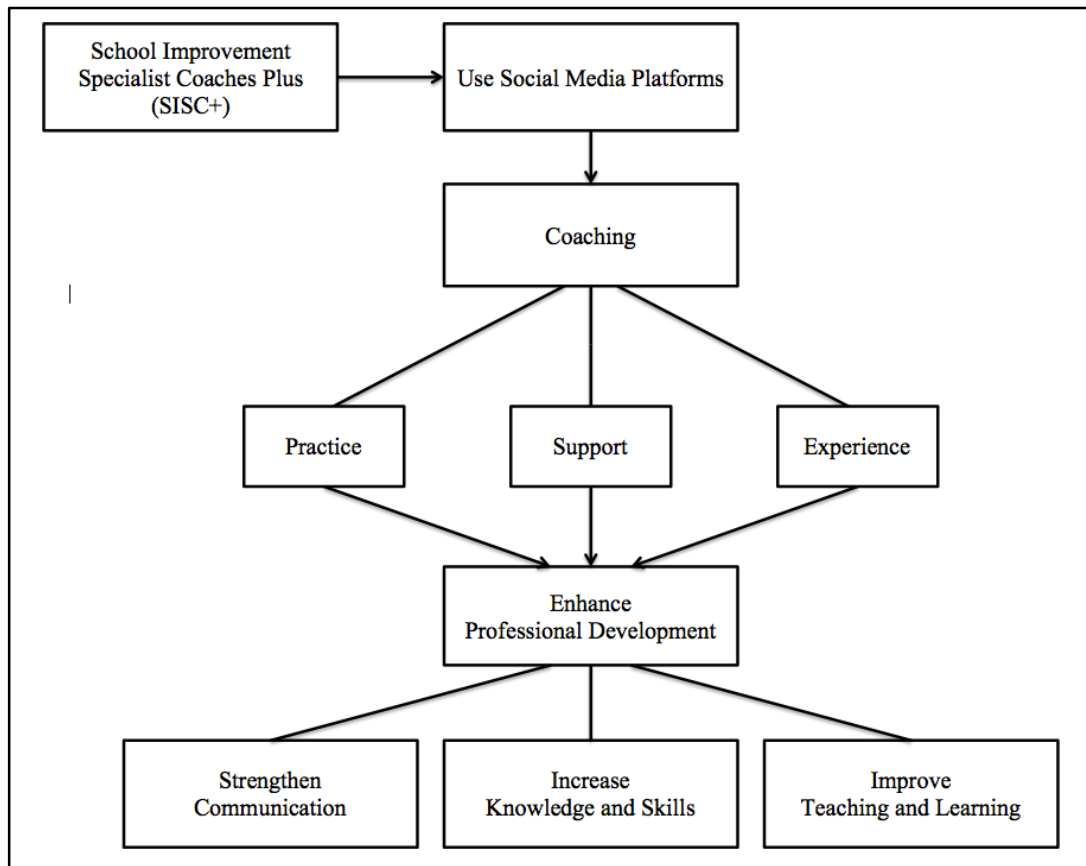 School Improvement
Specialist Coaches Plus
(SISC+)
Use Social Media Platforms
Coaching
Practice
Support
Experience
Enhance
Professional Development
Strengthen
Communication
Increase
Knowledge and Skills
Improve
Teaching and Learning